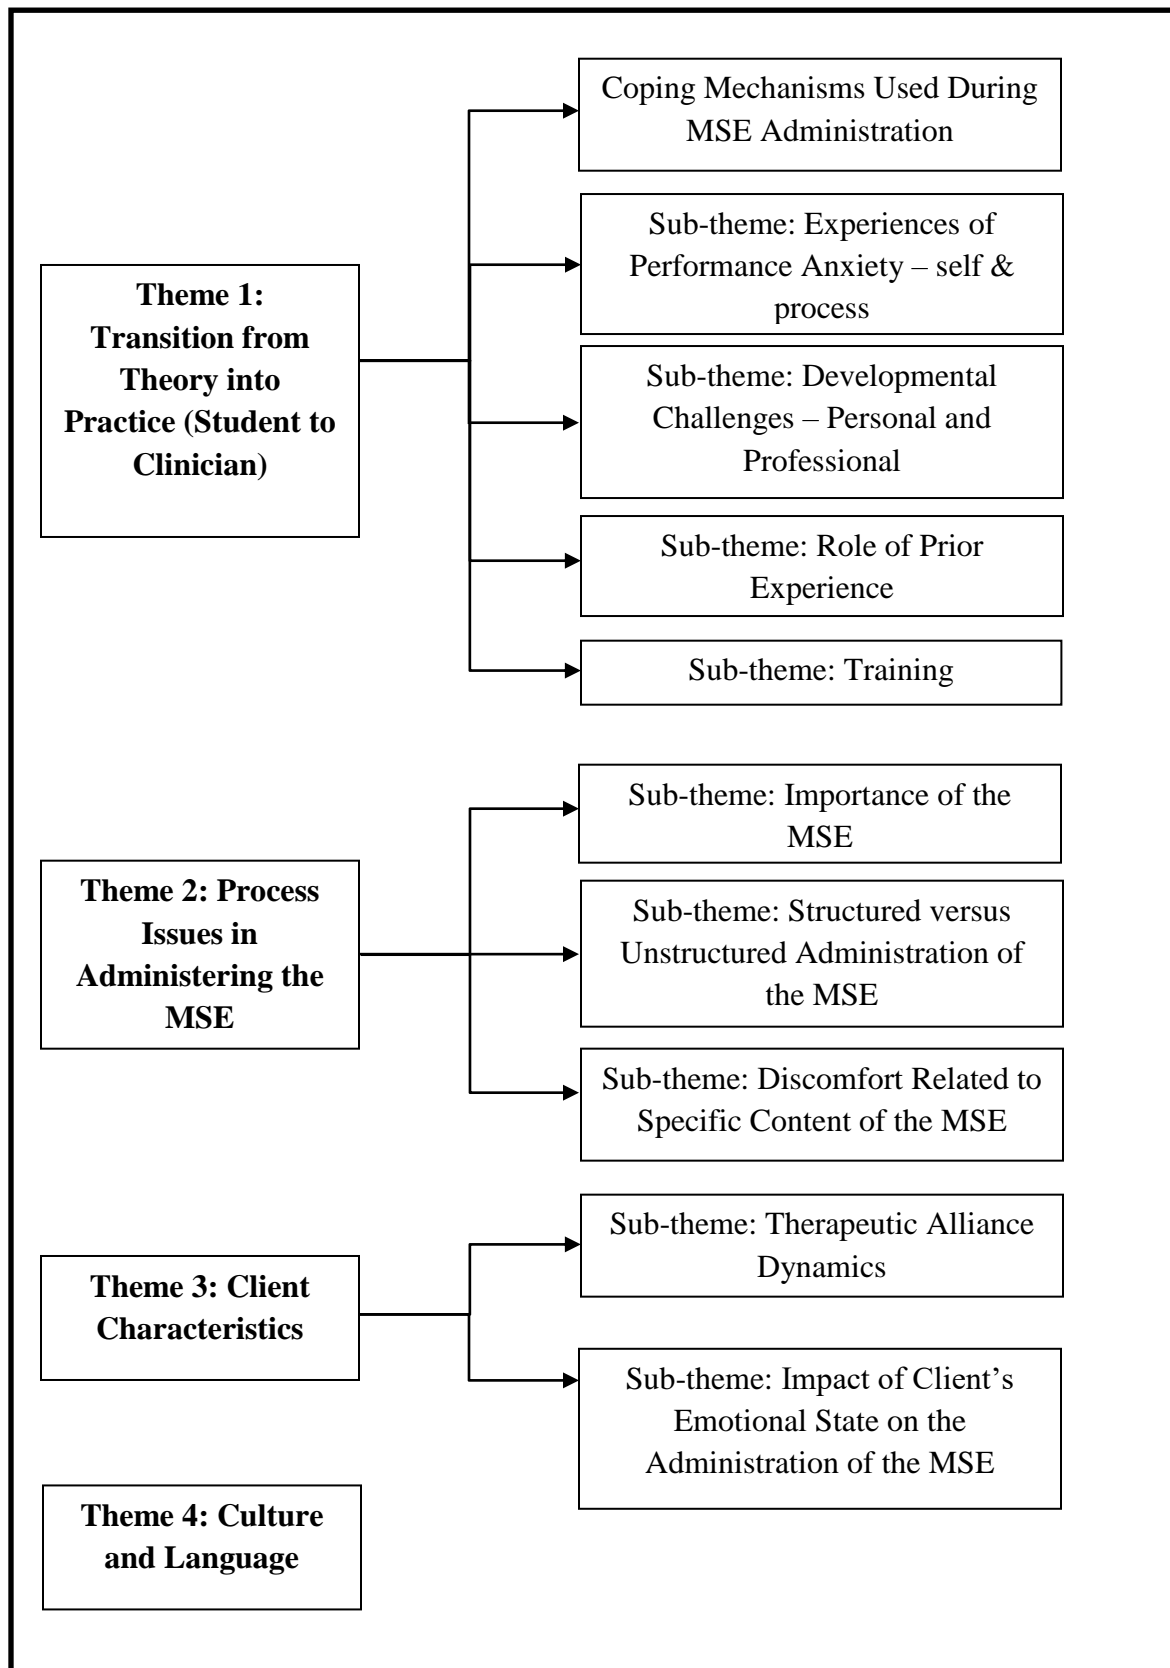 Theme 1:
Transition from
Theory into
Practice (Student to
Clinician)
Coping Mechanisms Used During
MSE Administration
Sub-theme: Experiences of
Performance Anxiety – self &
process
Sub-theme: Developmental
Challenges – Personal and
Professional
Sub-theme: Role of Prior
Experience
Sub-theme: Training
Theme 2: Process
Issues in
Administering the
MSE
Sub-theme: Importance of the
MSE
Sub-theme: Structured versus
Unstructured Administration of
the MSE
Sub-theme: Discomfort Related to
Specific Content of the MSE
Theme 3: Client
Characteristics
Sub-theme: Therapeutic Alliance
Dynamics
Sub-theme: Impact of Client’s
Emotional State on the
Administration of the MSE
Theme 4: Culture
and Language